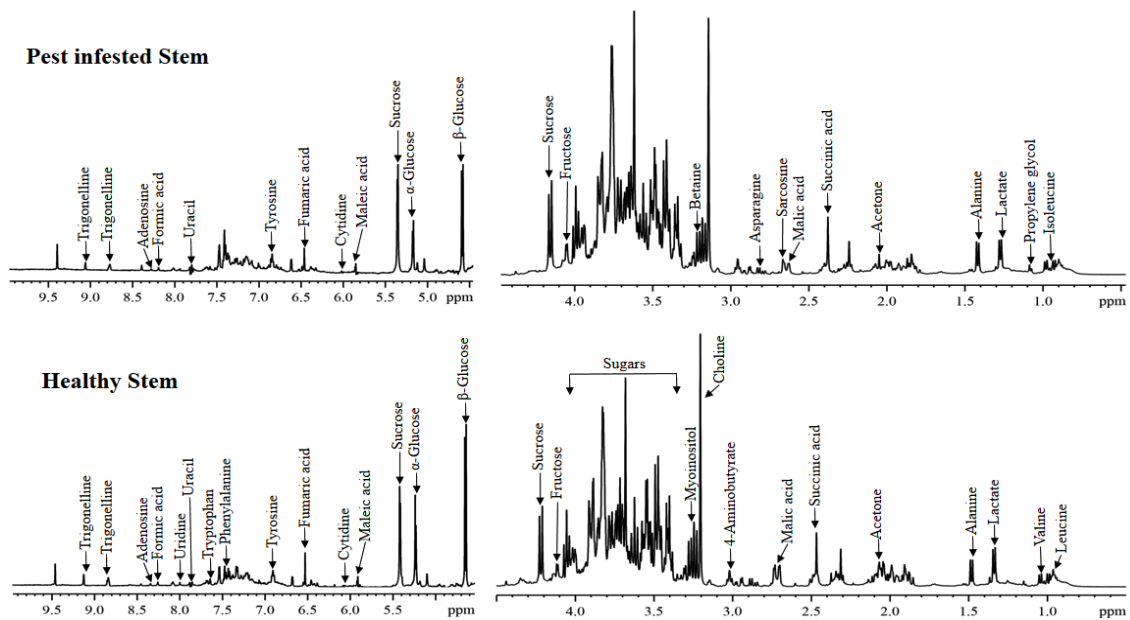 Pest infested Stem
Trigonelline
Trigonelline
Adenosine
Formic acid
Uracil
Tyrosine
Fumaric acid
Cytidine
Maleic acid
Sucrose
α-Glucose
β-Glucose
Sucrose
Fructose
Betaine
Asparagine
Sarcosine
Malic acid
Succinic acid
Acetone
Alanine
Lactate
Propylene glycol
Isoleucine
9.5 9.0 8.5 8.0 7.5 7.0 6.5 6.0 5.5 5.0 ppm
4.0 3.5 3.0 2.5 2.0 1.5 1.0 ppm
Healthy Stem
Trigonelline
Trigonelline
Adenosine
Formic acid
Uridine
Uracil
Tryptophan
Phenylalanine
Tyrosine
Fumaric acid
Cytidine
Maleic acid
Sucrose
α-Glucose
β-Glucose
Sucrose
Fructose
Sugars
Myoinositol
Choline
4-Aminobutyrate
Malic acid
Succinic acid
Acetone
Alanine
Lactate
Valine
Leucine
9.5 9.0 8.5 8.0 7.5 7.0 6.5 6.0 5.5 ppm
4.0 3.5 3.0 2.5 2.0 1.5 1.0 ppm